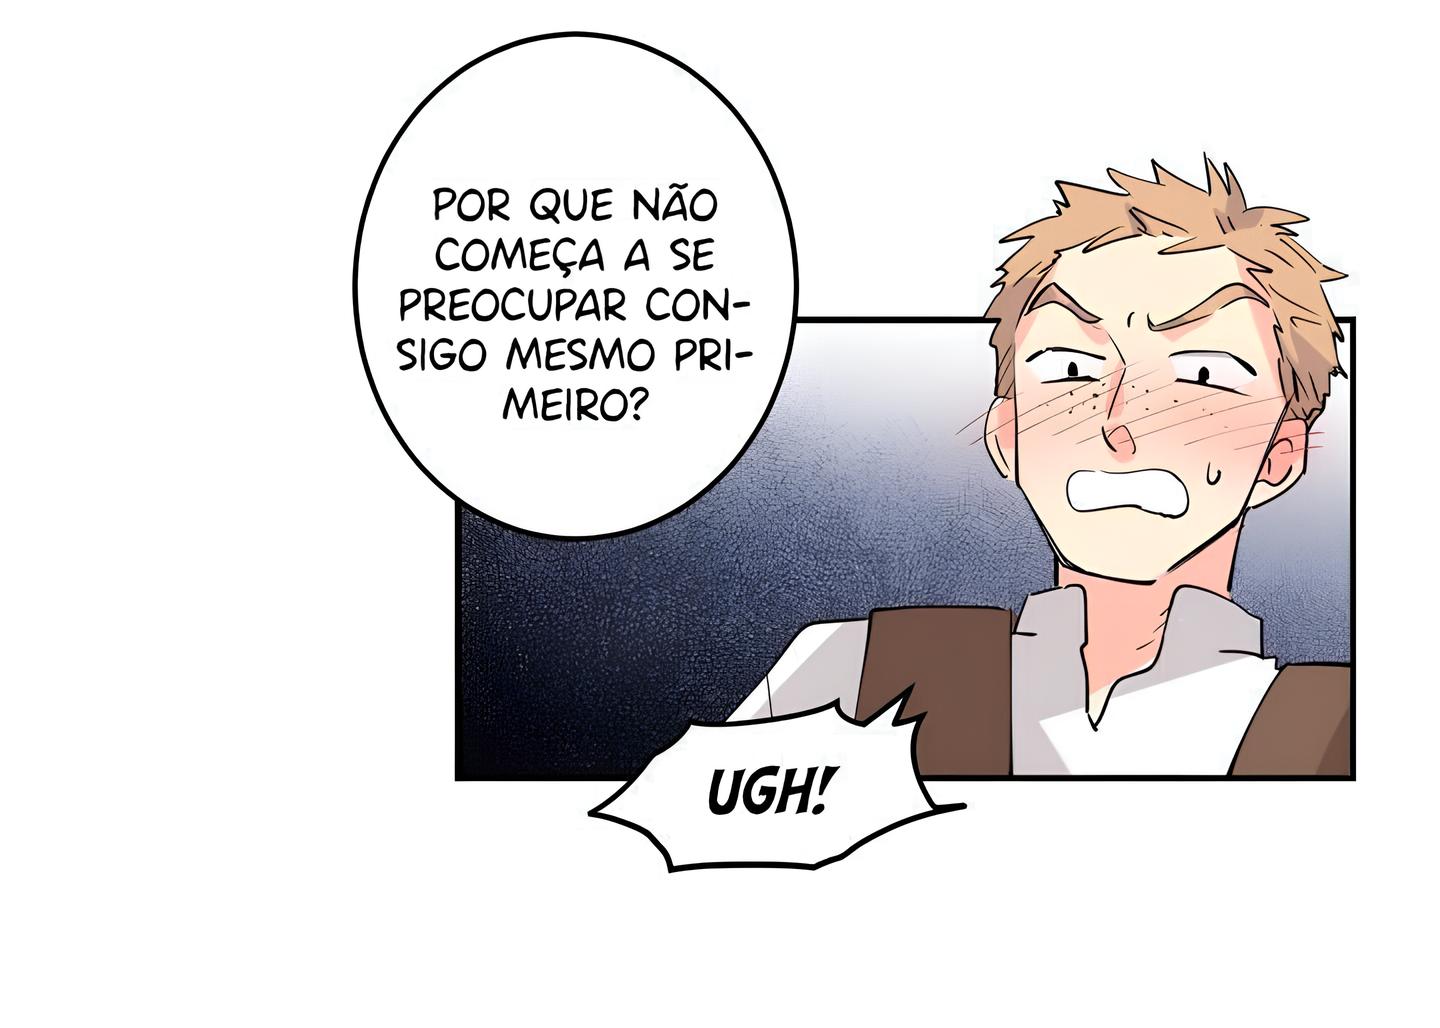 POR QUE NÃO
COMEÇA A SE
PREOCUPAR CON-
SIGO MESMO PRI-
MEIRO?
UGH!